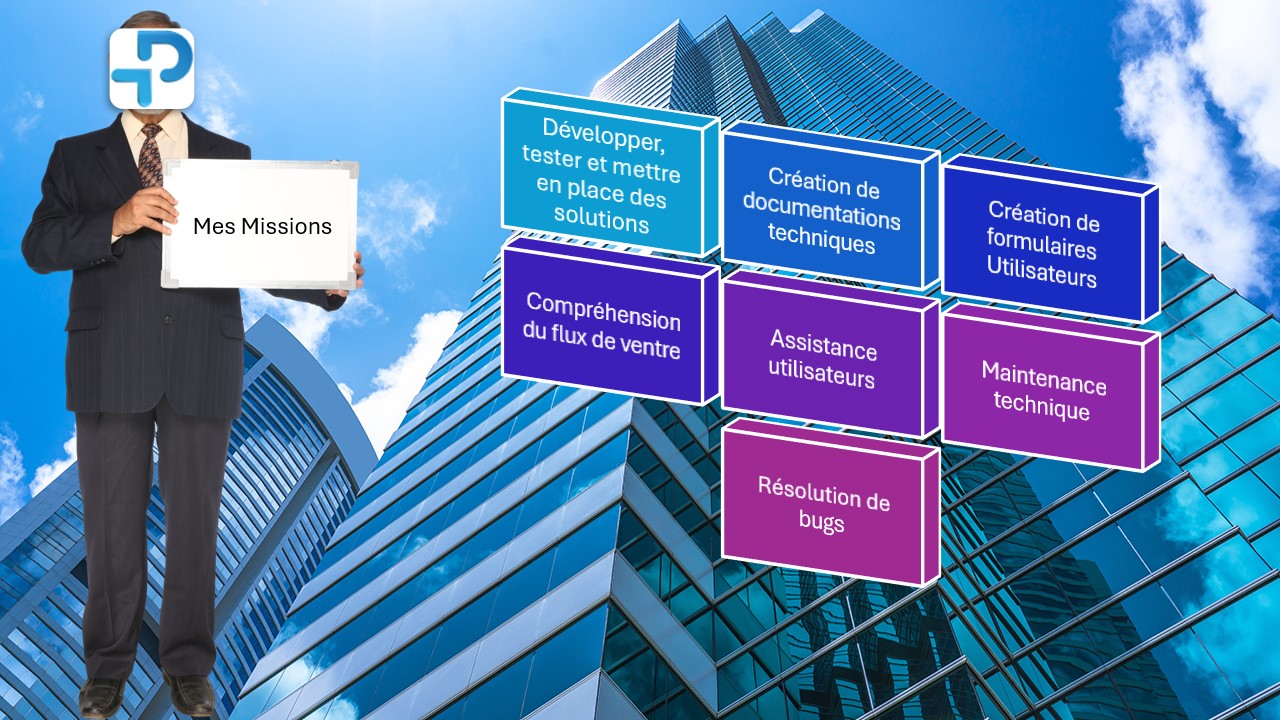 Mes Missions
Développer,
tester et mettre
en place des
solutions
Création de
documentations
techniques
Création de
formulaires
Utilisateurs
Compréhension
du flux de ventre
Assistance
utilisateurs
Maintenance
technique
Résolution de
bugs